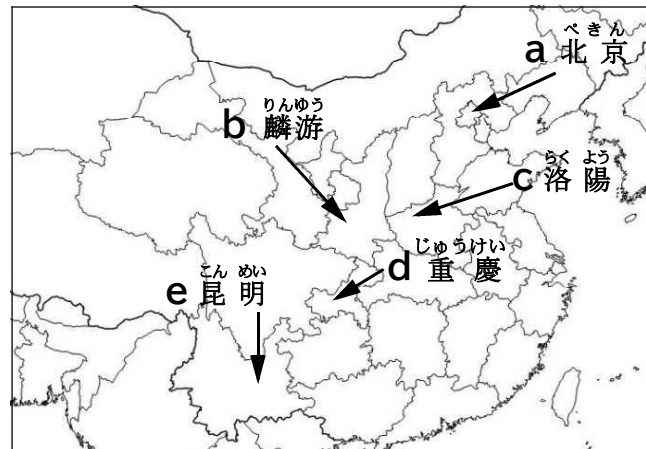 ぺきん
a 北京
りんゆう
b 麟游
らくよう
c 洛陽
じゅうけい
d 重慶
こんめい
e 昆明